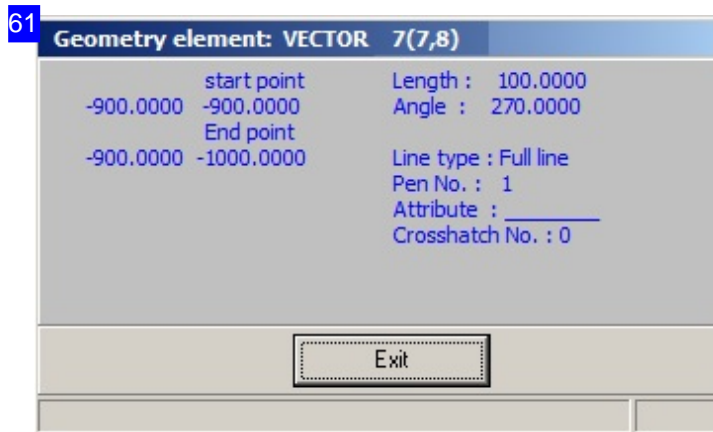 61
Geometry element: VECTOR 7(7,8)
start point Length : 100.0000
-900.0000 -900.0000 Angle : 270.0000
End point
-900.0000 -1000.0000 Line type : Full line
Pen No. : 1
Attribute : ________
Crosshatch No. : 0
Exit